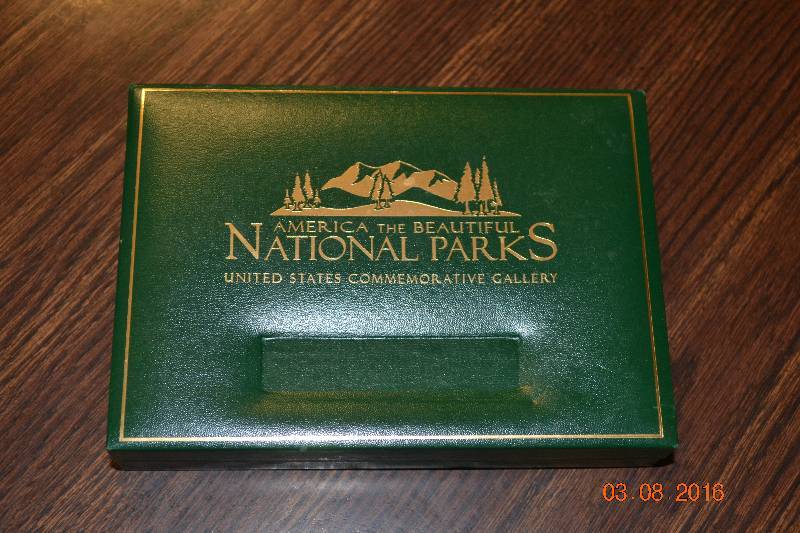 AMERICA THE BEAUTIFUL
NATIONAL PARKS
UNITED STATES COMMEMORATIVE GALLERY
03.08 2016